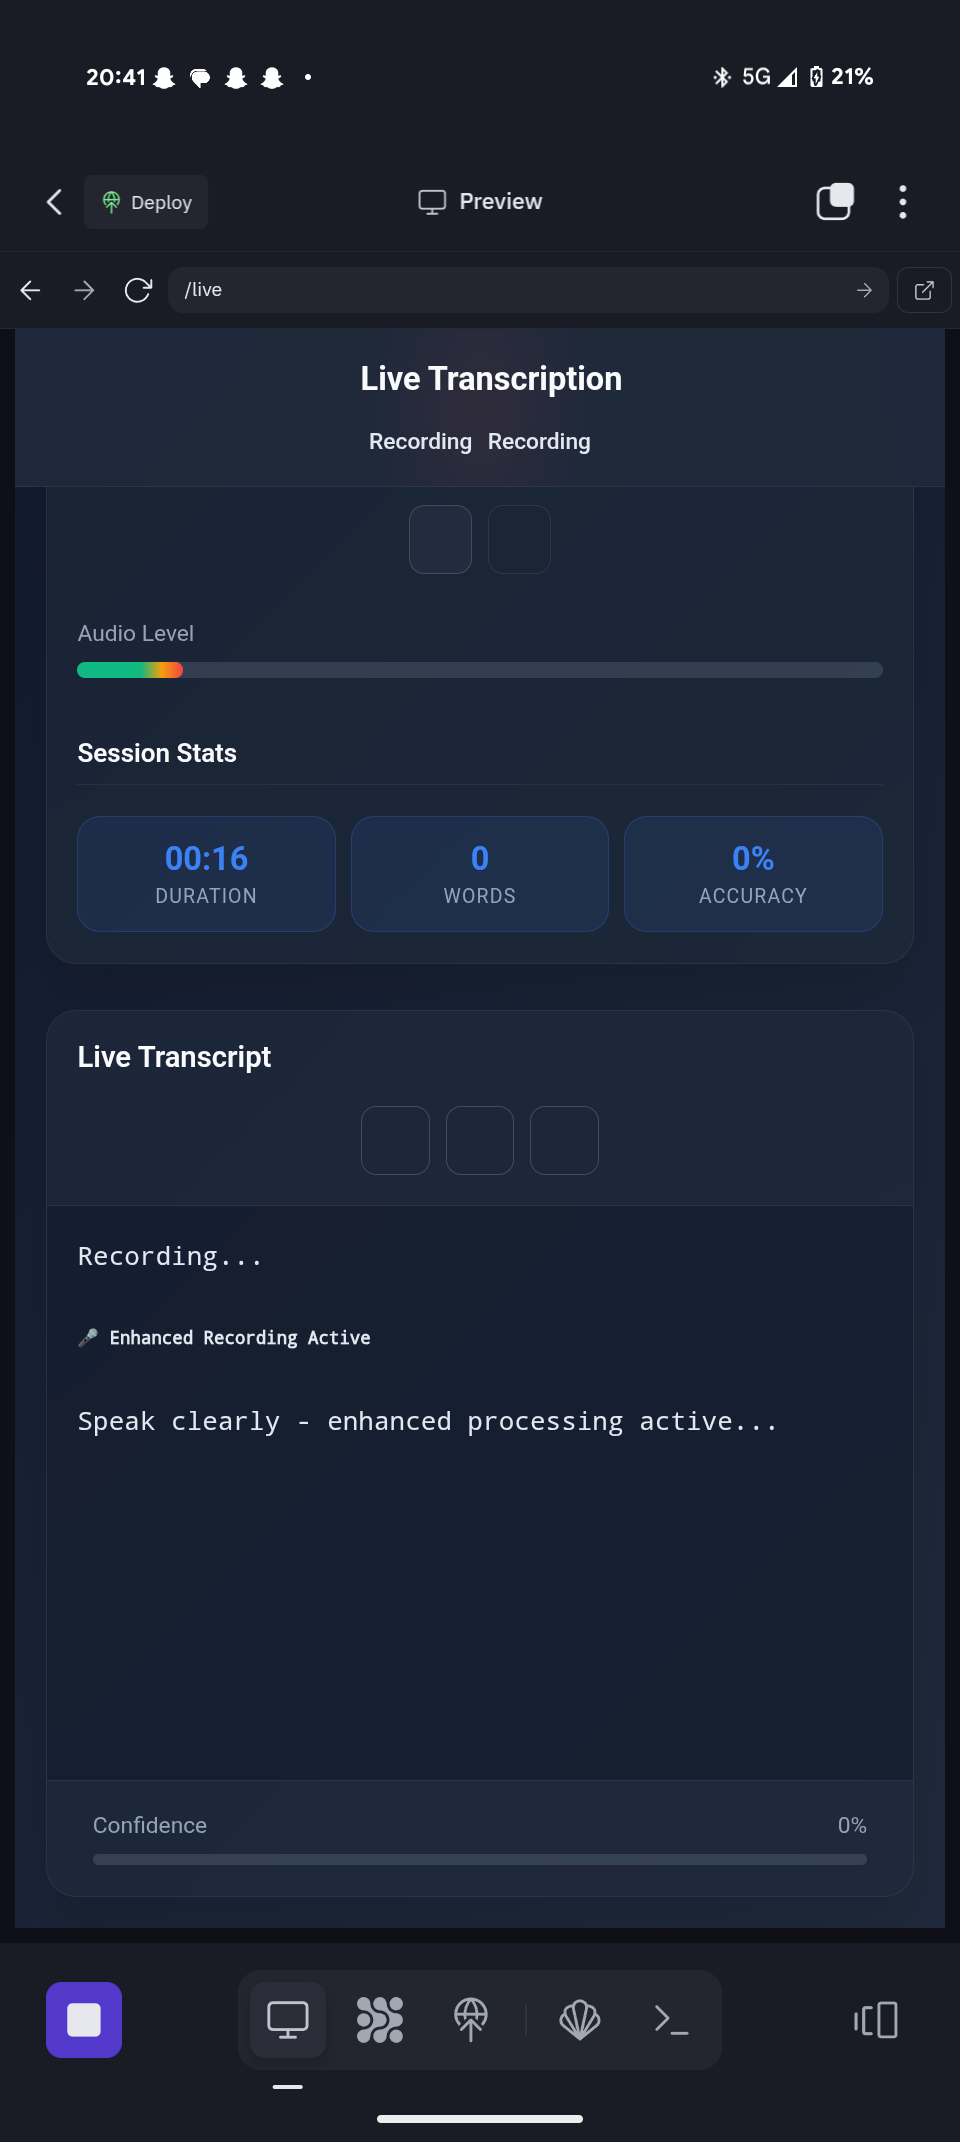 20:41
5G 21%
Deploy
Preview
/live
Live Transcription
Recording Recording
Audio Level
Session Stats
00:16
DURATION
0
WORDS
0%
ACCURACY
Live Transcript
Recording...
🎤 Enhanced Recording Active
Speak clearly - enhanced processing active...
Confidence 0%